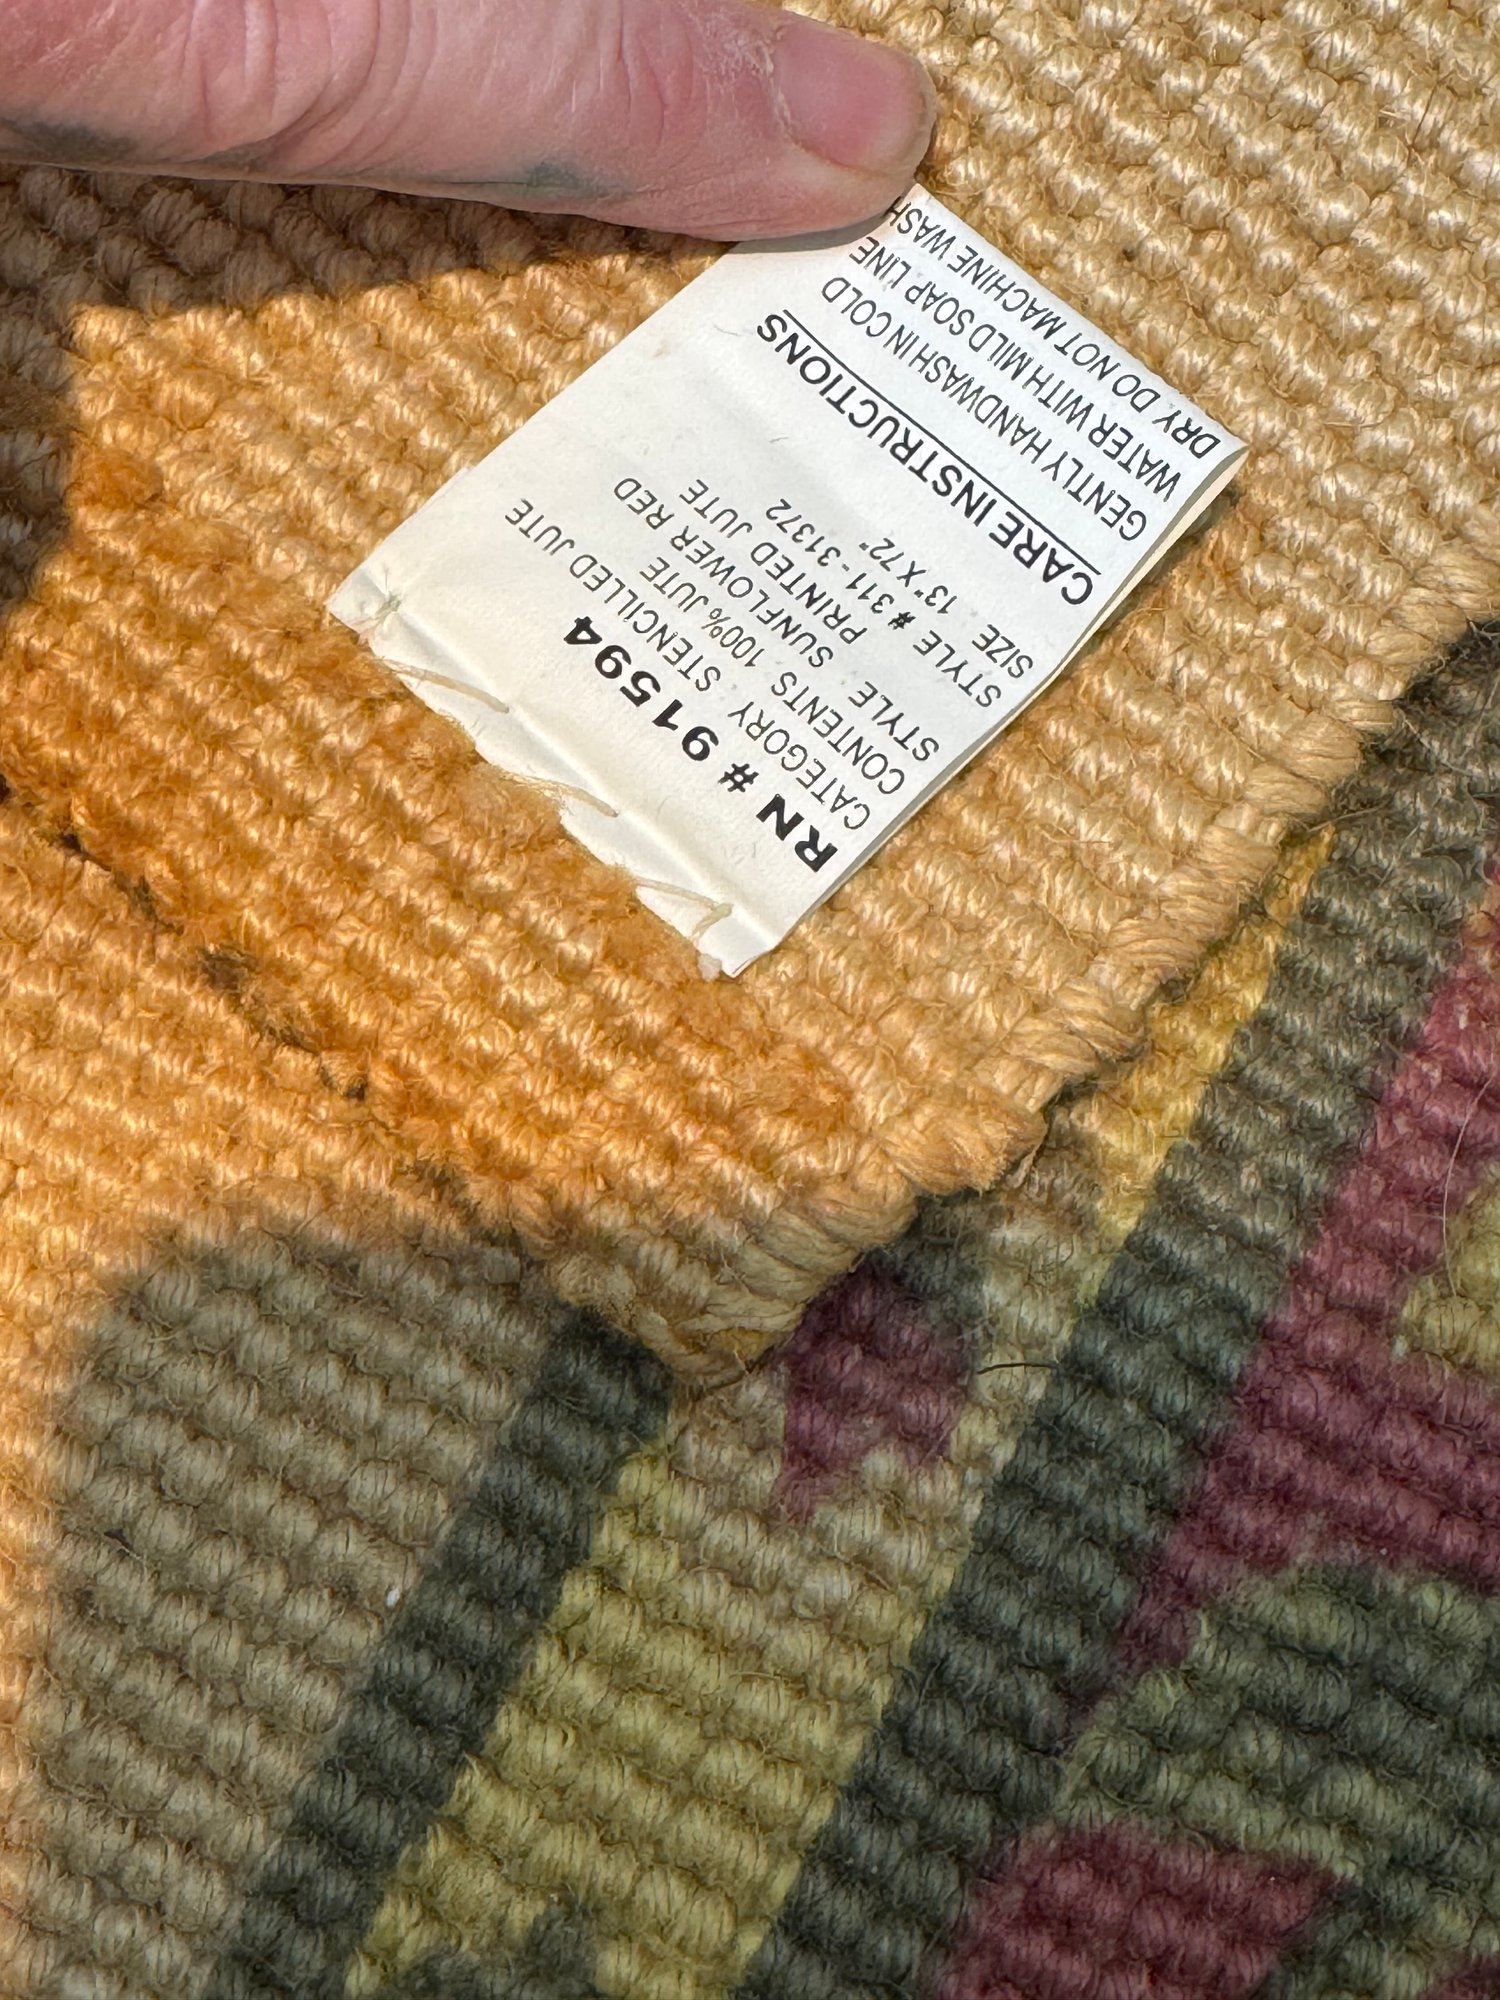 RN # 91594
CATEGORY STENCILLED JUTE
CONTENTS 100% JUTE
STYLE SUNFLOWER RED
PRINTED JUTE
STYLE # 311 - 31372
SIZE 13" X 72"
CARE INSTRUCTIONS
GENTLY HANDWASH IN COLD
WATER WITH MILD SOAP LINE
DRY DO NOT MACHINE WASH